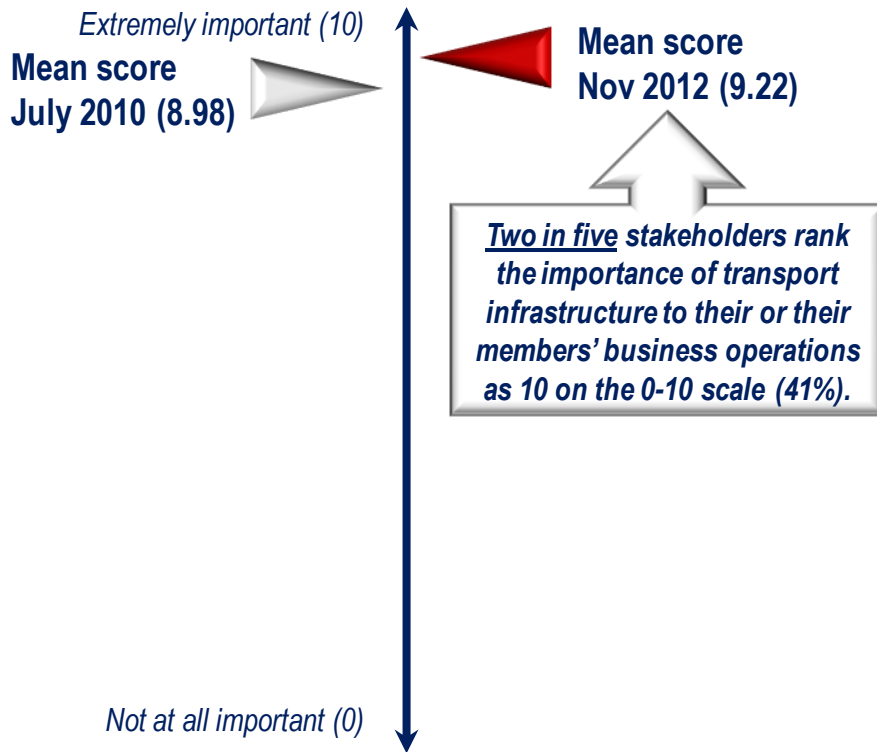 Extremely important (10)
Mean score
July 2010 (8.98)
Mean score
Nov 2012 (9.22)
Two in five stakeholders rank
the importance of transport
infrastructure to their or their
members’ business operations
as 10 on the 0-10 scale (41%).
Not at all important (0)